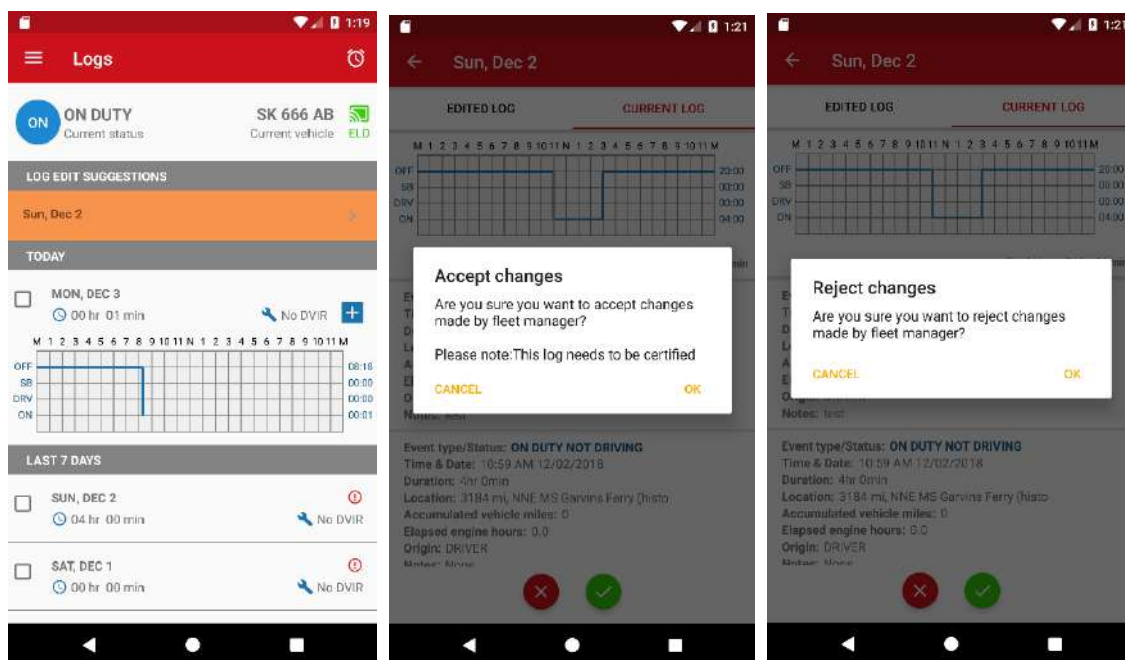 1:19
Logs
ON
ON DUTY
Current status
SK 666 AB
Current vehicle
ELD
LOG EDIT SUGGESTIONS
Sun, Dec 2
TODAY
MON, DEC 3
00 hr 01 min
No DVIR
M 1 2 3 4 5 6 7 8 9 10 11 N 1 2 3 4 5 6 7 8 9 10 11 M
OFF 08:18
SB 00:00
DRV 00:00
ON 00:01
LAST 7 DAYS
SUN, DEC 2
04 hr 00 min
No DVIR
SAT, DEC 1
00 hr 00 min
No DVIR
1:21
Sun, Dec 2
EDITED LOG CURRENT LOG
M 1 2 3 4 5 6 7 8 9 10 11 N 1 2 3 4 5 6 7 8 9 10 11 M
OFF 20:00
SB 00:00
DRV 00:00
ON 04:00
Accept changes
Are you sure you want to accept changes
made by fleet manager?
Please note:This log needs to be certified
CANCEL OK
Event type/Status: ON DUTY NOT DRIVING
Time & Date: 10:59 AM 12/02/2018
Duration: 4hr 0min
Location: 3184 mi, NNE MS Garvins Ferry (histo
Accumulated vehicle miles: 0
Elapsed engine hours: 0.0
Origin: DRIVER
Notes: None
1:21
Sun, Dec 2
EDITED LOG CURRENT LOG
M 1 2 3 4 5 6 7 8 9 10 11 N 1 2 3 4 5 6 7 8 9 10 11 M
OFF 20:00
SB 00:00
DRV 00:00
ON 04:00
Reject changes
Are you sure you want to reject changes
made by fleet manager?
CANCEL OK
Notes: test
Event type/Status: ON DUTY NOT DRIVING
Time & Date: 10:59 AM 12/02/2018
Duration: 4hr 0min
Location: 3184 mi, NNE MS Garvins Ferry (histo
Accumulated vehicle miles: 0
Elapsed engine hours: 0.0
Origin: DRIVER
Notes: None